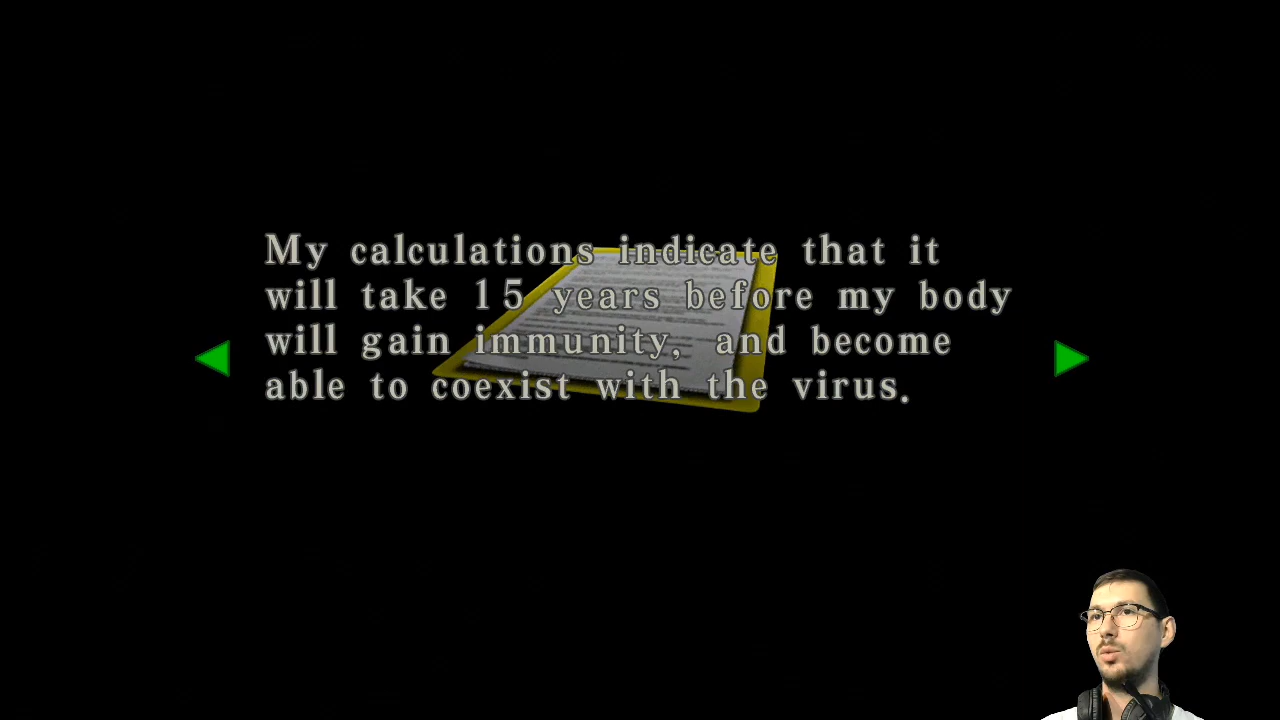 My calculations indicate that it
will take 15 years before my body
will gain immunity, and become
able to coexist with the virus.